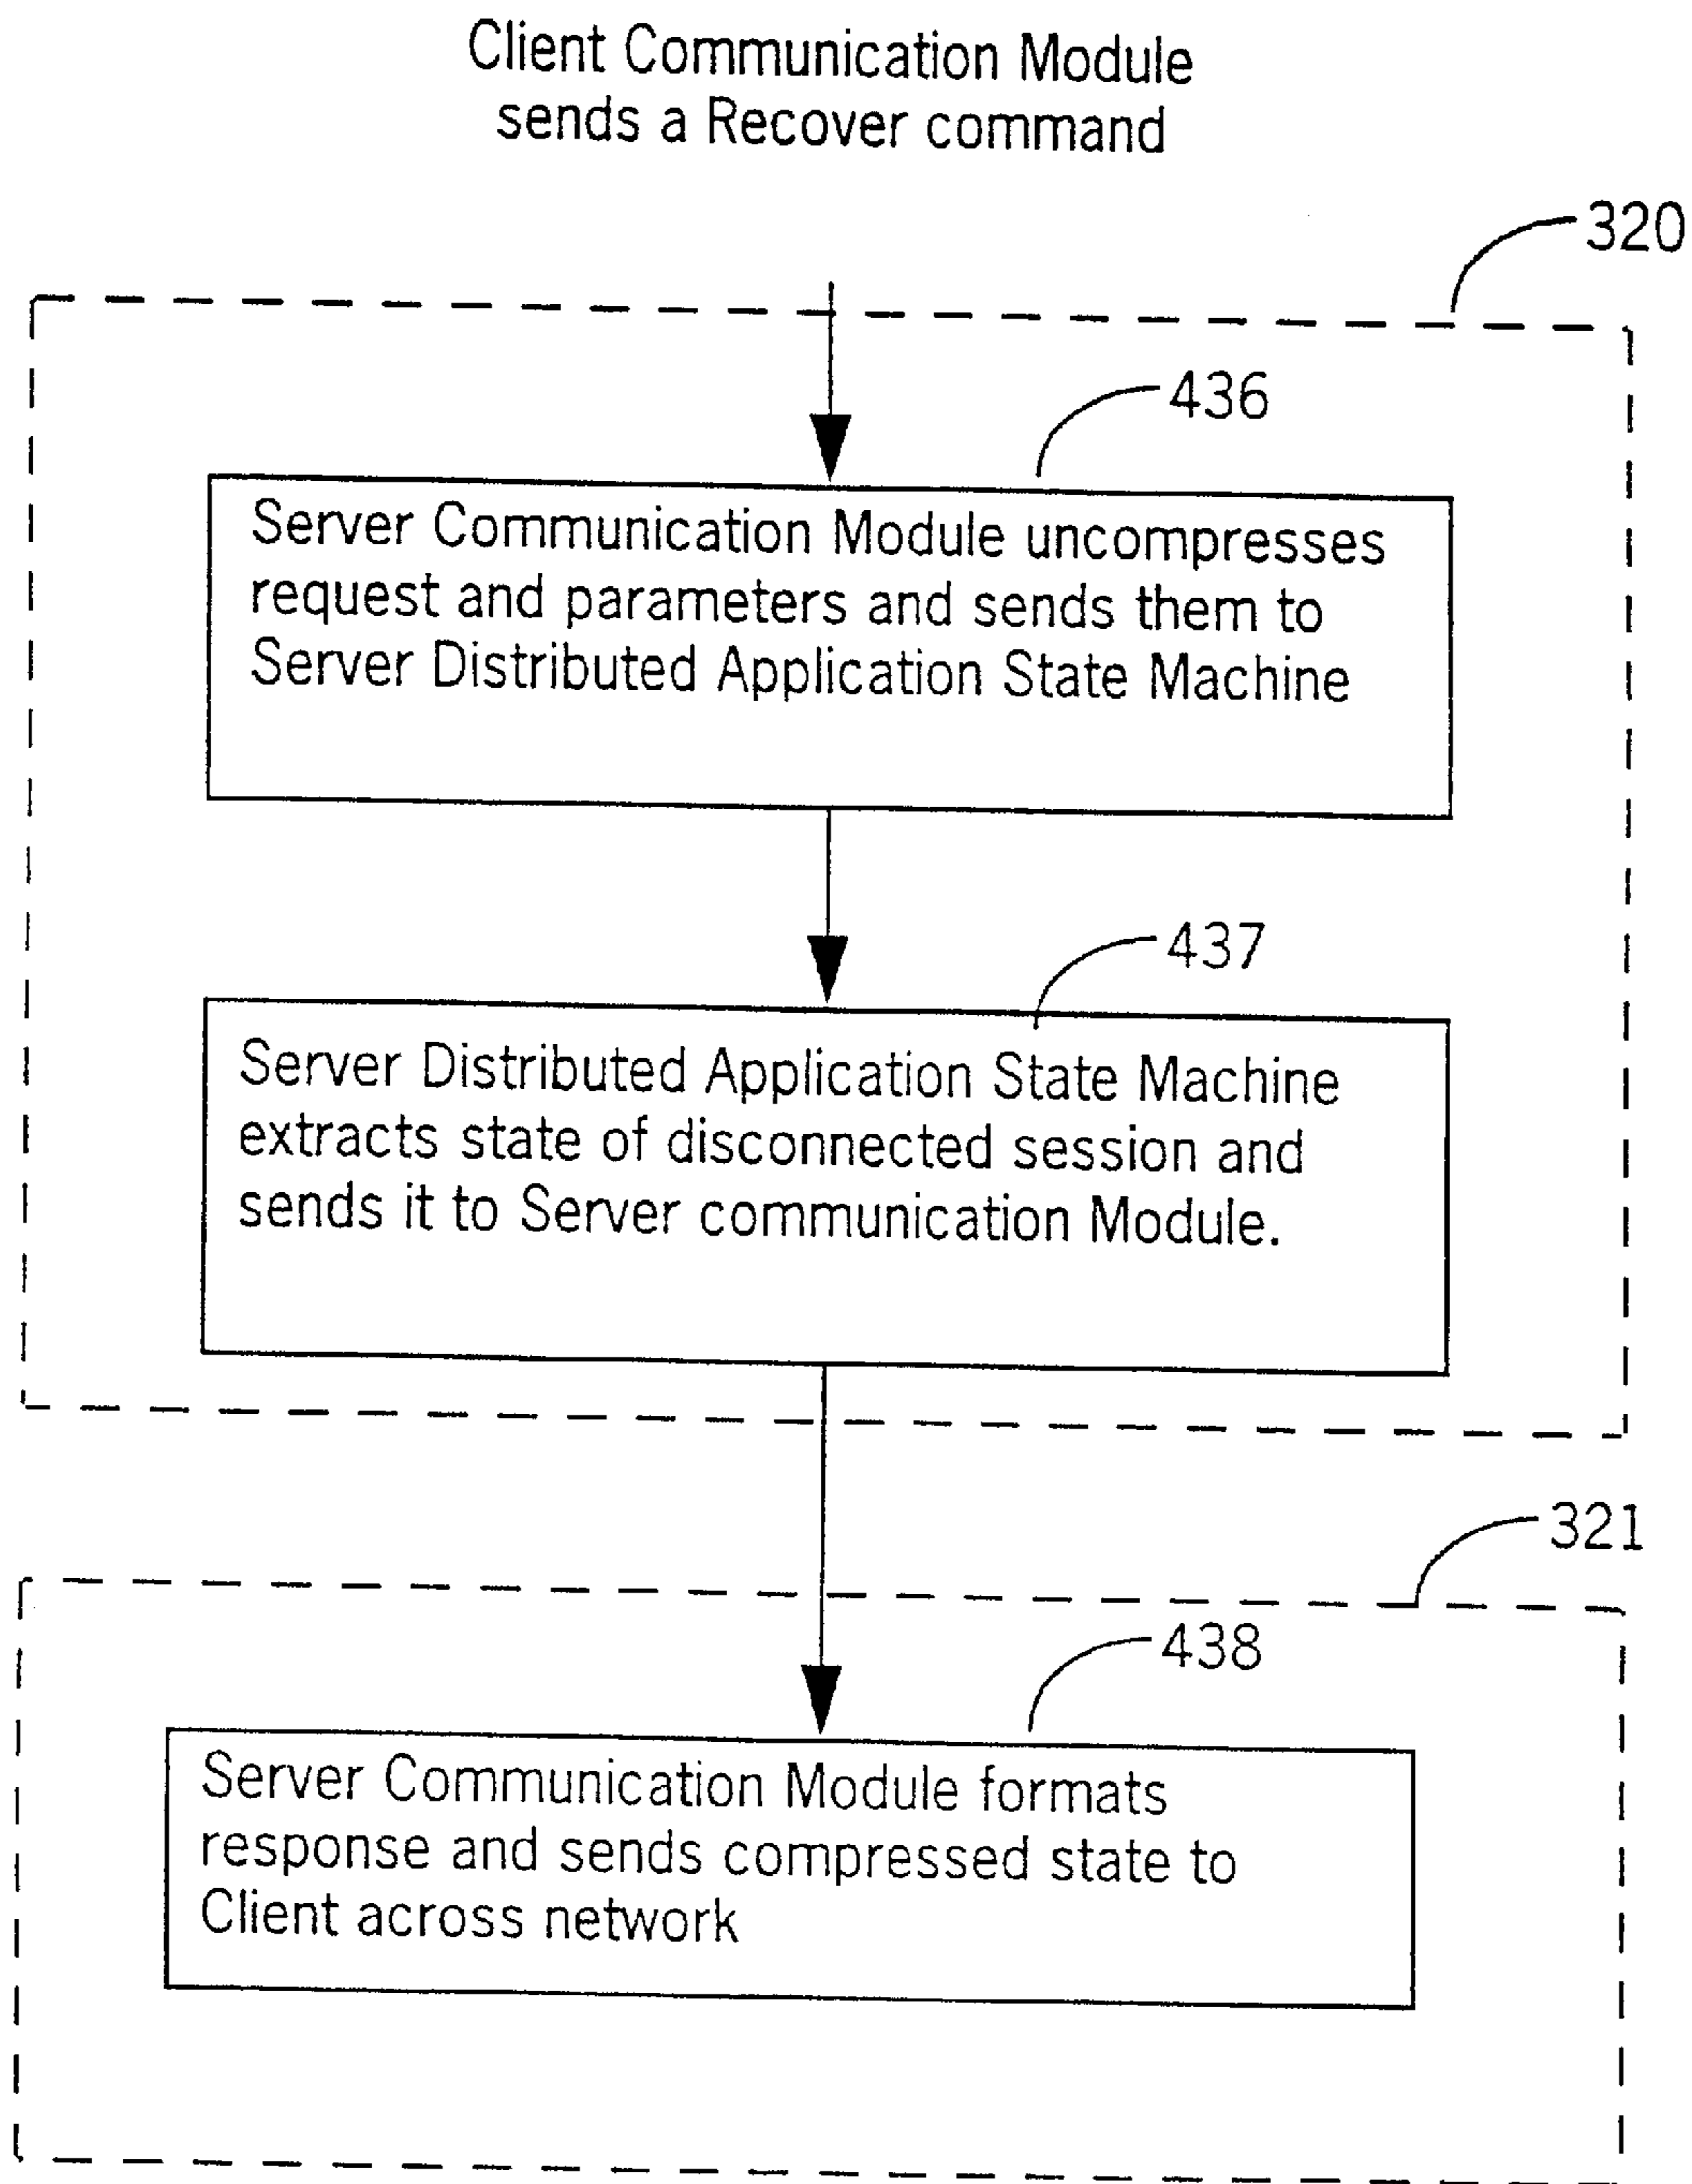 Client Communication Module
sends a Recover command
320
436
Server Communication Module uncompresses
request and parameters and sends them to
Server Distributed Application State Machine
437
Server Distributed Application State Machine
extracts state of disconnected session and
sends it to Server communication Module.
321
438
Server Communication Module formats
response and sends compressed state to
Client across network